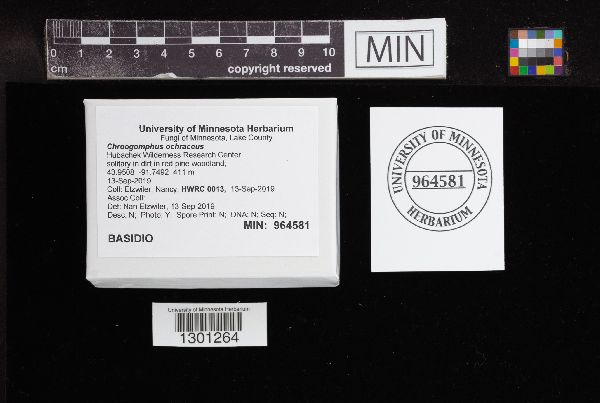 0 1 2 3 4 5 6 7 8 9 10
cm
copyright reserved
MIN
University of Minnesota Herbarium
Fungi of Minnesota, Lake County
Chroogomphus ochraceus
Hubachek Wilderness Research Center
solitary in dirt in red pine woodland,
43.9508 -91.7492 411 m
13-Sep-2019
Coll: Etzwiler, Nancy, HWRC 0013, 13-Sep-2019
Assoc Coll:
Det: Nan Etzwiler, 13 Sep 2019
Desc: N; Photo: Y; Spore Print: N; DNA: N; Seq: N;
MIN: 964581
BASIDIO
UNIVERSITY OF MINNESOTA
964581
HERBARIUM
University of Minnesota Herbarium
1301264